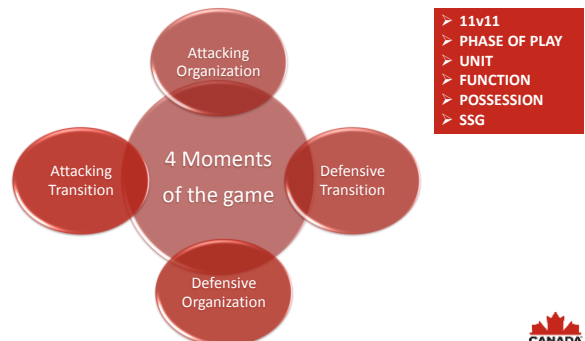 Attacking
Organization
11v11
PHASE OF PLAY
UNIT
FUNCTION
POSSESSION
SSG
Attacking
Transition
4 Moments
of the game
Defensive
Transition
Defensive
Organization
CANADA